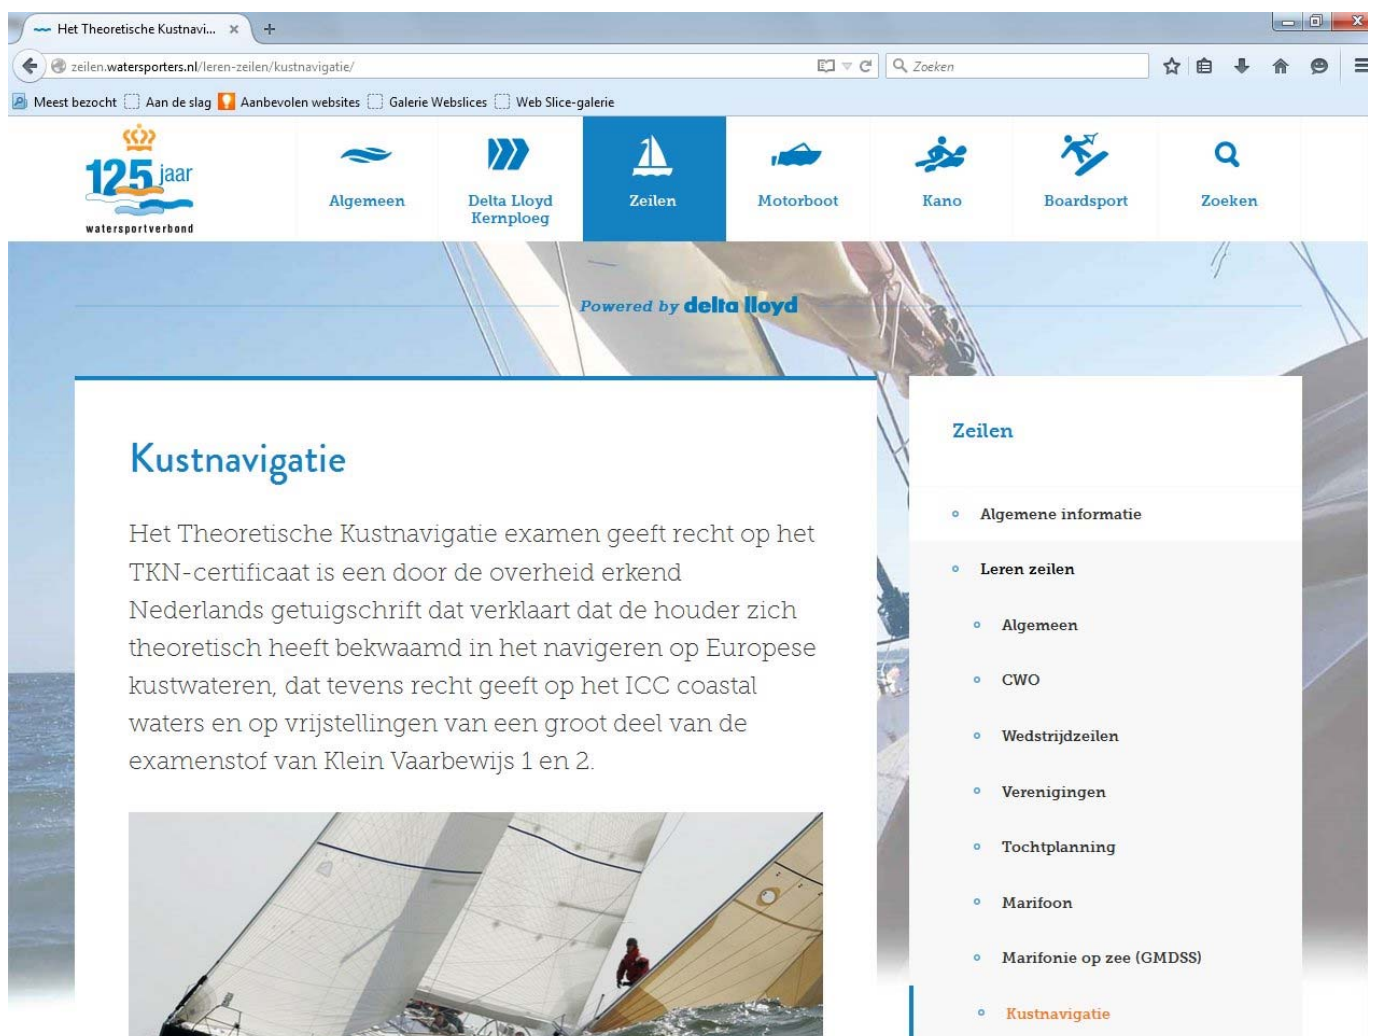 Het Theoretische Kustnavi...
zeilen.watersporters.nl/leren-zeilen/kustnavigatie/
Zoeken
Meest bezocht Aan de slag Aanbevolen websites Galerie Webslices Web Slice-galerie
125 jaar
watersportverbond
Algemeen
Delta Lloyd
Kernploeg
Zeilen
Motorboot
Kano
Boardsport
Zoeken
Powered by delta lloyd
Kustnavigatie
Het Theoretische Kustnavigatie examen geeft recht op het
TKN-certificaat is een door de overheid erkend
Nederlands getuigschrift dat verklaart dat de houder zich
theoretisch heeft bekwaamd in het navigeren op Europese
kustwateren, dat tevens recht geeft op het ICC coastal
waters en op vrijstellingen van een groot deel van de
examenstof van Klein Vaarbewijs 1 en 2.
Zeilen
Algemene informatie
Leren zeilen
Algemeen
CWO
Wedstrijdzeilen
Verenigingen
Tochtplanning
Marifoon
Marifonie op zee (GMDSS)
Kustnavigatie